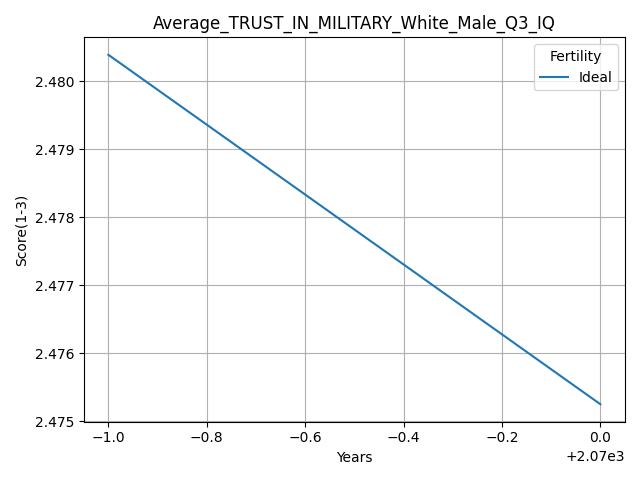 Average_TRUST_IN_MILITARY_White_Male_Q3_IQ
Fertility
Ideal
Score(1-3)
2.480
2.479
2.478
2.477
2.476
2.475
−1.0 −0.8 −0.6 −0.4 −0.2 0.0
Years
+2.07e3